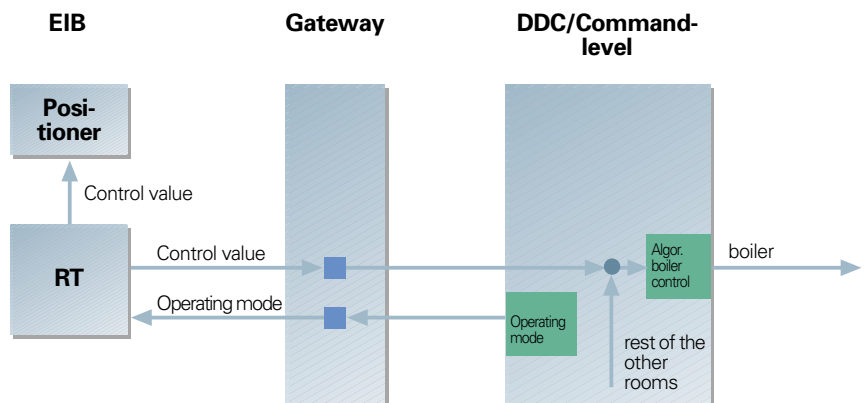 EIB
Gateway
DDC/Command-
level
Posi-
tioner
Control value
RT
Control value
Operating mode
Algor.
boiler
control
boiler
Operating
mode
rest of the
other
rooms